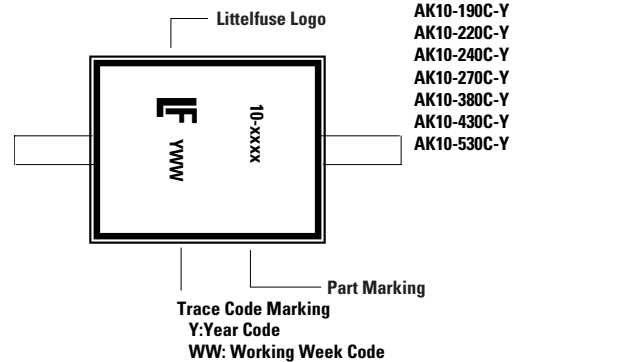 Littelfuse Logo
AK10-190C-Y
AK10-220C-Y
AK10-240C-Y
AK10-270C-Y
AK10-380C-Y
AK10-430C-Y
AK10-530C-Y
LF YWW
10-xxxx
Part Marking
Trace Code Marking
Y:Year Code
WW: Working Week Code